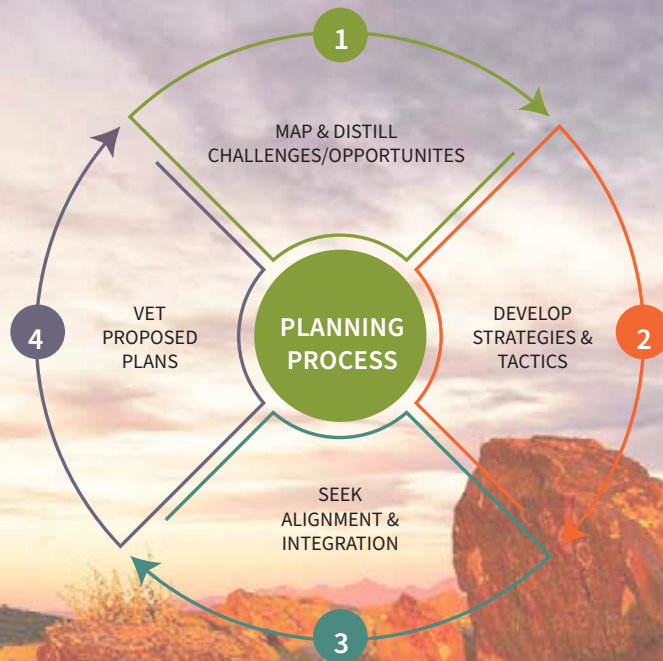 1
MAP & DISTILL
CHALLENGES/OPPORTUNITES
2
DEVELOP
STRATEGIES &
TACTICS
3
SEEK
ALIGNMENT &
INTEGRATION
4
VET
PROPOSED
PLANS
PLANNING
PROCESS